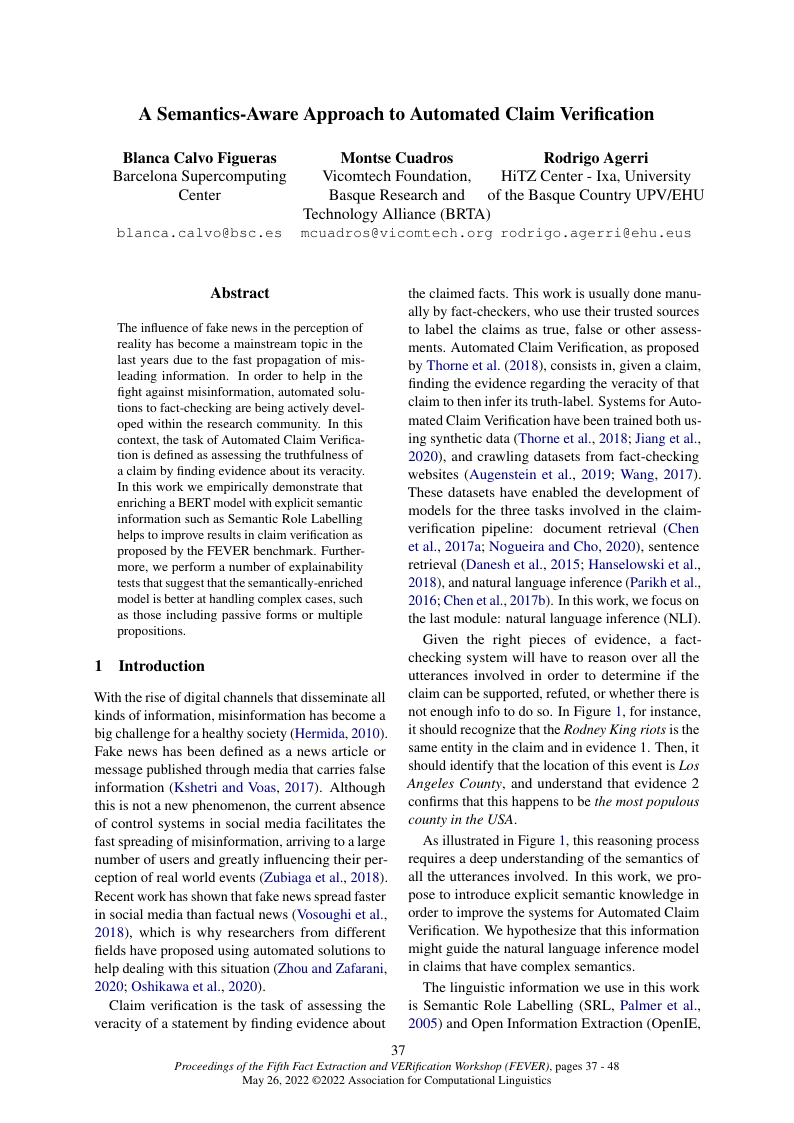 A Semantics-Aware Approach to Automated Claim Verification
Blanca Calvo Figueras
Barcelona Supercomputing
Center
blanca.calvo@bsc.es
Montse Cuadros
Vicomtech Foundation,
Basque Research and
Technology Alliance (BRTA)
mcuadros@vicomtech.org
Rodrigo Agerri
HiTZ Center - Ixa, University
of the Basque Country UPV/EHU
rodrigo.agerri@ehu.eus
Abstract
The influence of fake news in the perception of
reality has become a mainstream topic in the
last years due to the fast propagation of mis-
leading information. In order to help in the
fight against misinformation, automated solu-
tions to fact-checking are being actively devel-
oped within the research community. In this
context, the task of Automated Claim Verifica-
tion is defined as assessing the truthfulness of
a claim by finding evidence about its veracity.
In this work we empirically demonstrate that
enriching a BERT model with explicit semantic
information such as Semantic Role Labelling
helps to improve results in claim verification as
proposed by the FEVER benchmark. Further-
more, we perform a number of explainability
tests that suggest that the semantically-enriched
model is better at handling complex cases, such
as those including passive forms or multiple
propositions.
1 Introduction
With the rise of digital channels that disseminate all
kinds of information, misinformation has become a
big challenge for a healthy society (Hermida, 2010).
Fake news has been defined as a news article or
message published through media that carries false
information (Kshetri and Voas, 2017). Although
this is not a new phenomenon, the current absence
of control systems in social media facilitates the
fast spreading of misinformation, arriving to a large
number of users and greatly influencing their per-
ception of real world events (Zubiaga et al., 2018).
Recent work has shown that fake news spread faster
in social media than factual news (Vosoughi et al.,
2018), which is why researchers from different
fields have proposed using automated solutions to
help dealing with this situation (Zhou and Zafarani,
2020; Oshikawa et al., 2020).
Claim verification is the task of assessing the
veracity of a statement by finding evidence about
the claimed facts. This work is usually done manu-
ally by fact-checkers, who use their trusted sources
to label the claims as true, false or other assess-
ments. Automated Claim Verification, as proposed
by Thorne et al. (2018), consists in, given a claim,
finding the evidence regarding the veracity of that
claim to then infer its truth-label. Systems for Auto-
mated Claim Verification have been trained both us-
ing synthetic data (Thorne et al., 2018; Jiang et al.,
2020), and crawling datasets from fact-checking
websites (Augenstein et al., 2019; Wang, 2017).
These datasets have enabled the development of
models for the three tasks involved in the claim-
verification pipeline: document retrieval (Chen
et al., 2017a; Nogueira and Cho, 2020), sentence
retrieval (Danesh et al., 2015; Hanselowski et al.,
2018), and natural language inference (Parikh et al.,
2016; Chen et al., 2017b). In this work, we focus on
the last module: natural language inference (NLI).
Given the right pieces of evidence, a fact-
checking system will have to reason over all the
utterances involved in order to determine if the
claim can be supported, refuted, or whether there is
not enough info to do so. In Figure 1, for instance,
it should recognize that the Rodney King riots is the
same entity in the claim and in evidence 1. Then, it
should identify that the location of this event is Los
Angeles County, and understand that evidence 2
confirms that this happens to be the most populous
county in the USA.
As illustrated in Figure 1, this reasoning process
requires a deep understanding of the semantics of
all the utterances involved. In this work, we pro-
pose to introduce explicit semantic knowledge in
order to improve the systems for Automated Claim
Verification. We hypothesize that this information
might guide the natural language inference model
in claims that have complex semantics.
The linguistic information we use in this work
is Semantic Role Labelling (SRL, Palmer et al.,
2005) and Open Information Extraction (OpenIE,
37
Proceedings of the Fifth Fact Extraction and VERification Workshop (FEVER), pages 37 - 48
May 26, 2022 ©2022 Association for Computational Linguistics